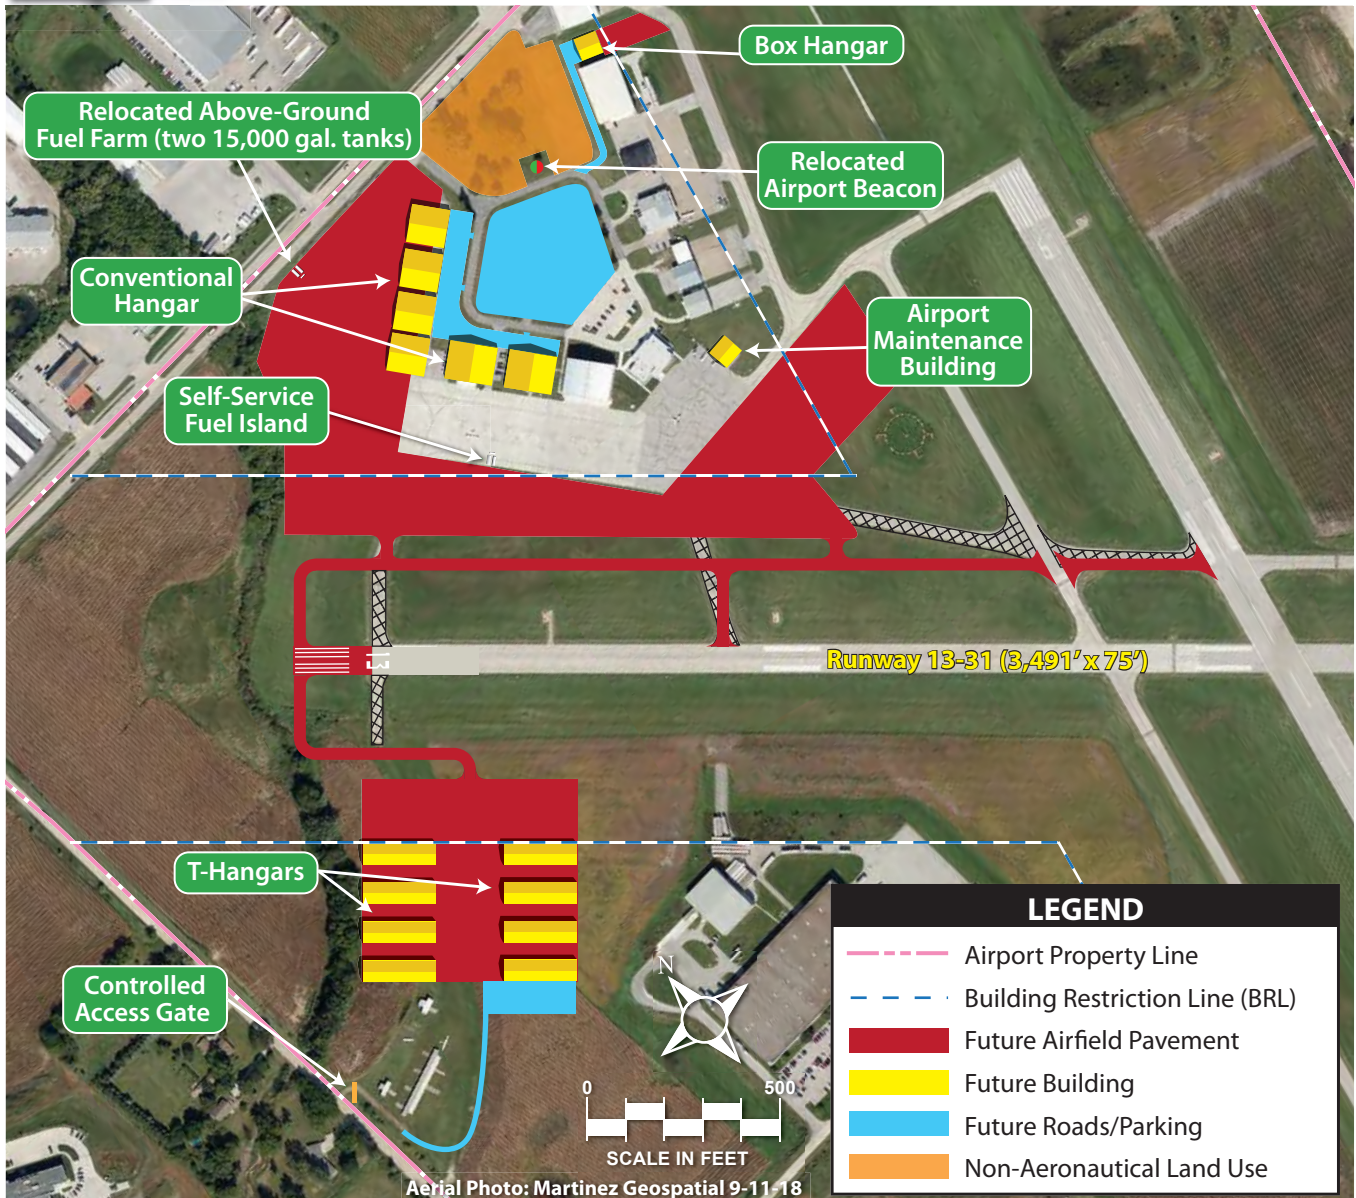 Box Hangar
Relocated Above-Ground
Fuel Farm (two 15,000 gal. tanks)
Relocated
Airport Beacon
Conventional
Hangar
Airport
Maintenance
Building
Self-Service
Fuel Island
13
Runway 13-31 (3,491' x 75')
T-Hangars
Controlled
Access Gate
N
0 500
SCALE IN FEET
Aerial Photo: Martinez Geospatial 9-11-18
LEGEND
Airport Property Line
Building Restriction Line (BRL)
Future Airfield Pavement
Future Building
Future Roads/Parking
Non-Aeronautical Land Use